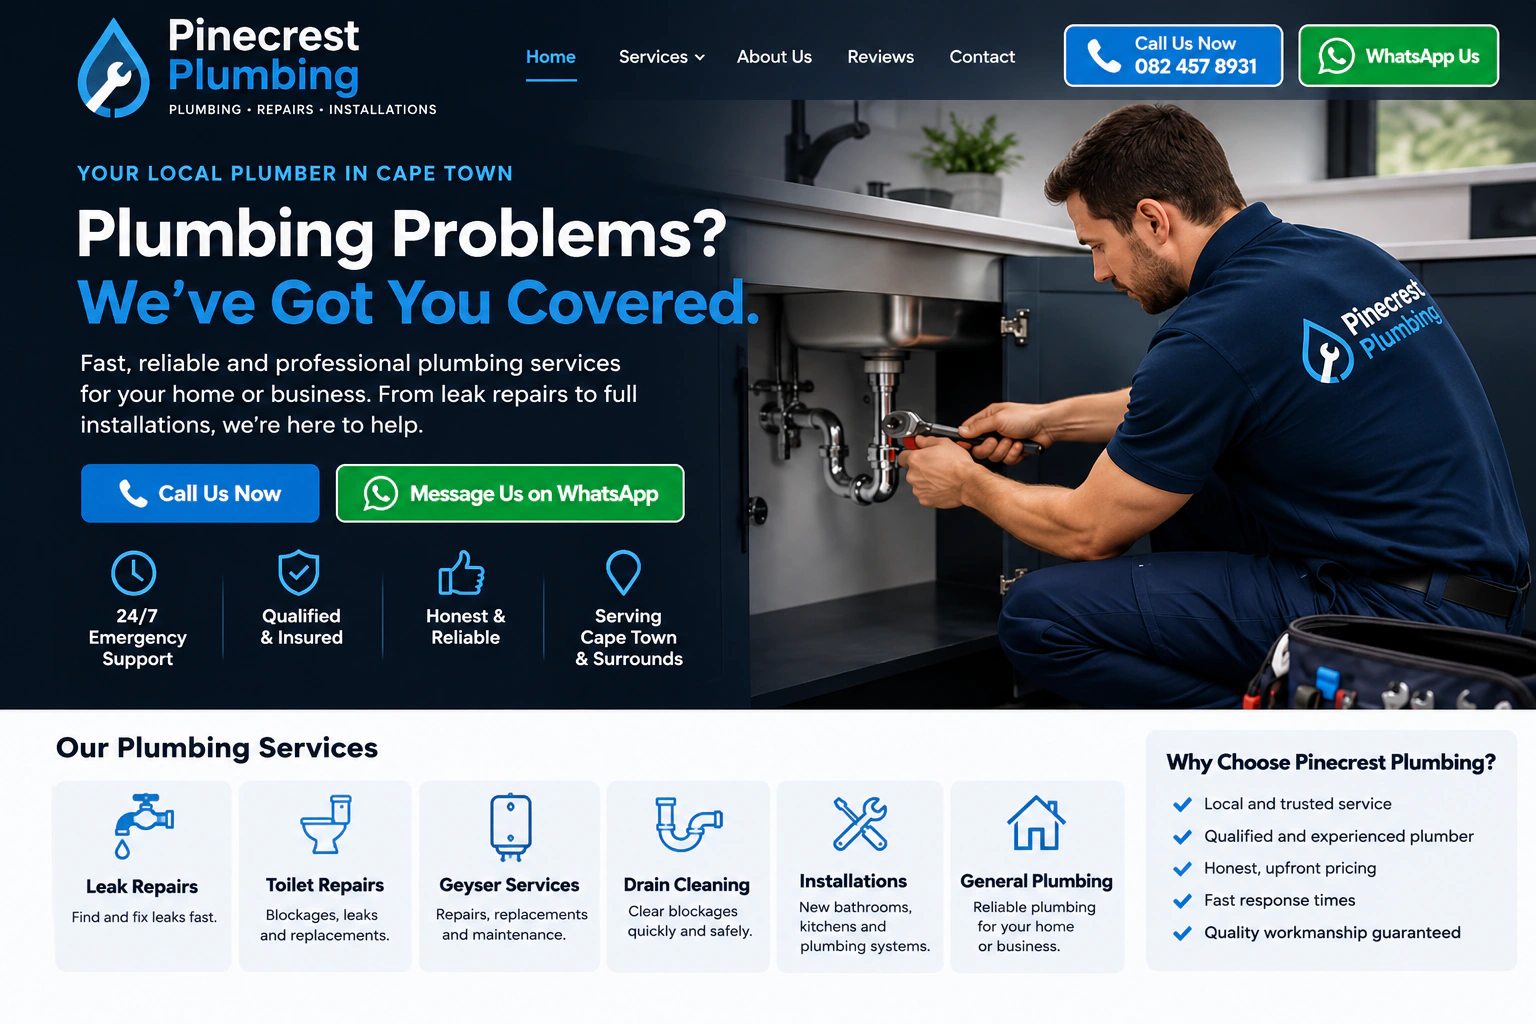 Pinecrest
Plumbing
PLUMBING • REPAIRS • INSTALLATIONS
Home
Services
About Us
Reviews
Contact
Call Us Now
082 457 8931
WhatsApp Us
YOUR LOCAL PLUMBER IN CAPE TOWN
Plumbing Problems?
We’ve Got You Covered.
Fast, reliable and professional plumbing services
for your home or business. From leak repairs to full
installations, we’re here to help.
Call Us Now
Message Us on WhatsApp
24/7
Emergency
Support
Qualified
& Insured
Honest &
Reliable
Serving
Cape Town
& Surrounds
Pinecrest
Plumbing
Our Plumbing Services
Leak Repairs
Find and fix leaks fast.
Toilet Repairs
Blockages, leaks
and replacements.
Geyser Services
Repairs, replacements
and maintenance.
Drain Cleaning
Clear blockages
quickly and safely.
Installations
New bathrooms,
kitchens and
plumbing systems.
General Plumbing
Reliable plumbing
for your home
or business.
Why Choose Pinecrest Plumbing?
Local and trusted service
Qualified and experienced plumber
Honest, upfront pricing
Fast response times
Quality workmanship guaranteed